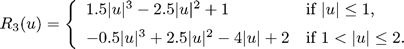 R₃(u) = { 1.5|u|³ − 2.5|u|² + 1 if |u| ≤ 1,
−0.5|u|³ + 2.5|u|² − 4|u| + 2 if 1 < |u| ≤ 2.